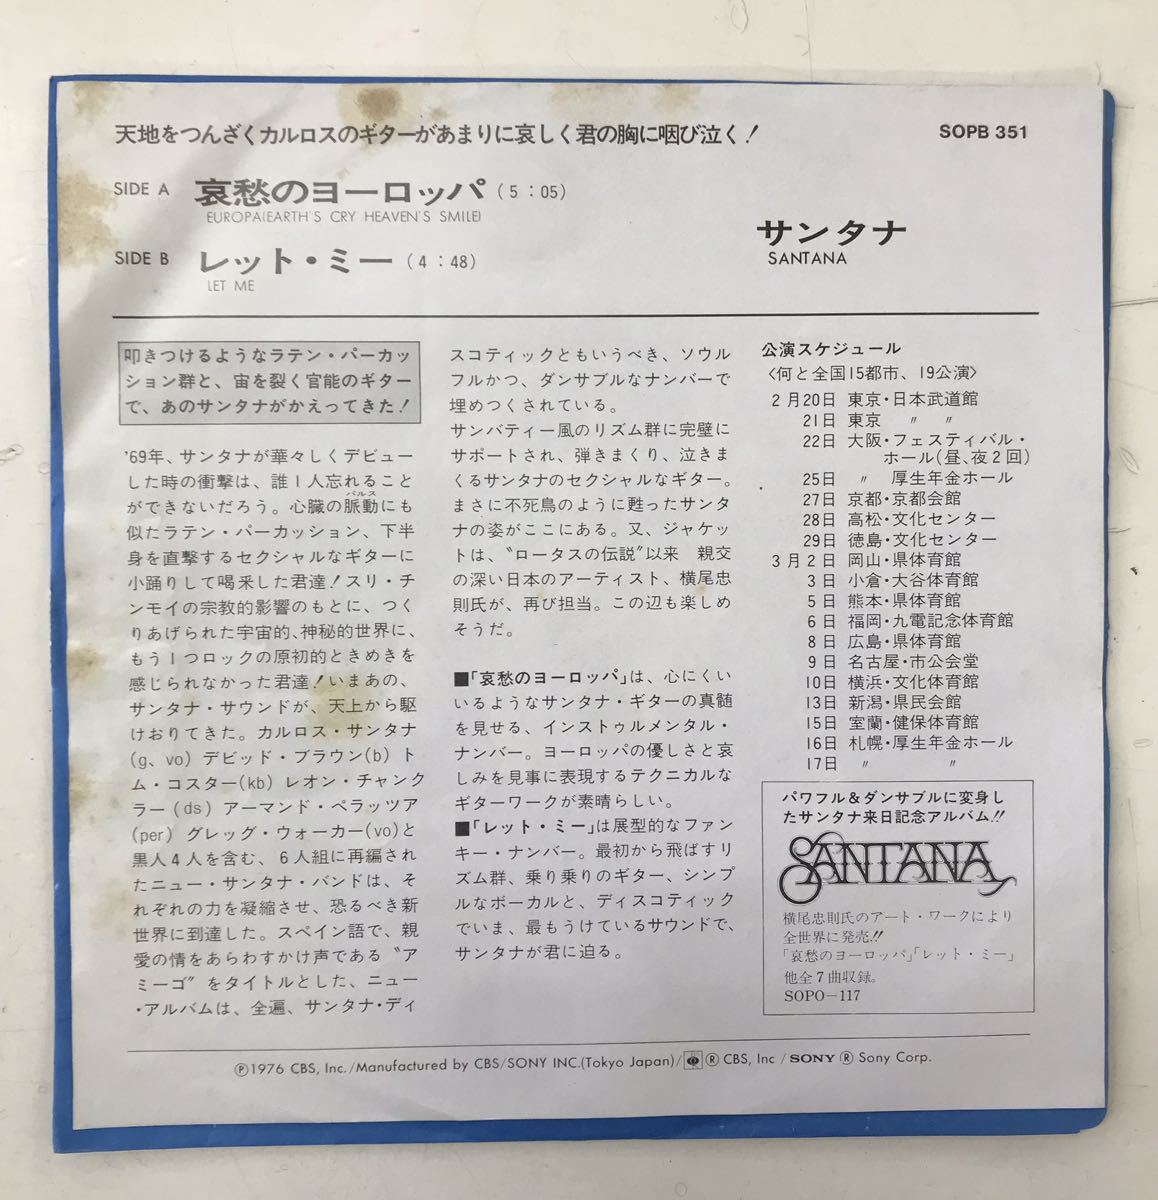 天地をつんざくカルロスのギターがあまりに哀しく君の胸に咽び泣く!
SOPB 351
SIDE A 哀愁のヨーロッパ (5:05)
EUROPA(EARTH'S CRY HEAVEN'S SMILE)
SIDE B レット・ミー (4:48)
LET ME
サンタナ
SANTANA
叩きつけるようなラテン・パーカッ
ション群と、宙を裂く官能のギター
で、あのサンタナがかえってきた!
'69年、サンタナが華々しくデビュー
した時の衝撃は、誰1人忘れること
ができないだろう。心臓の脈動にも
パルス
似たラテン・パーカッション、下半
身を直撃するセクシャルなギターに
小踊りして喝釆した君達!スリ・チ
ンモイの宗教的影響のもとに、つく
りあげられた宇宙的、神秘的世界に、
もう1つロックの原初的ときめきを
感じられなかった君達!いまあの、
サンタナ・サウンドが、天上から駆
けおりてきた。カルロス・サンタナ
(g、vo) デビッド・ブラウン(b) ト
ム・コスター(kb) レオン・チャンク
ラー(ds) アーマンド・ペラッツア
(per) グレッグ・ウォーカー(vo)と
黒人4人を含む、6人組に再編され
たニュー・サンタナ・バンドは、そ
れぞれの力を凝縮させ、恐るべき新
世界に到達した。スペイン語で、親
愛の情をあらわすかけ声である〝ア
ミーゴ〟をタイトルとした、ニュー
・アルバムは、全遍、サンタナ・ディ
スコティックともいうべき、ソウル
フルかつ、ダンサブルなナンバーで
埋めつくされている。
サンバティー風のリズム群に完璧に
サポートされ、弾きまくり、泣きま
くるサンタナのセクシャルなギター。
まさに不死鳥のように甦ったサンタ
ナの姿がここにある。又、ジャケッ
トは、〝ロータスの伝説〟以来 親交
の深い日本のアーティスト、横尾忠
則氏が、再び担当。この辺も楽しめ
そうだ。
■「哀愁のヨーロッパ」は、心にくい
いるようなサンタナ・ギターの真髄
を見せる、インストゥルメンタル・
ナンバー。ヨーロッパの優しさと哀
しみを見事に表現するテクニカルな
ギターワークが素晴らしい。
■「レット・ミー」は展型的なファン
キー・ナンバー。最初から飛ばすリ
ズム群、乗り乗りのギター、シンプ
ルなボーカルと、ディスコティック
でいま、最もうけているサウンドで、
サンタナが君に迫る。
公演スケジュール
〈何と全国15都市、19公演〉
2月20日 東京・日本武道館
21日 東京 〃 〃
22日 大阪・フェスティバル・
ホール(昼、夜2回)
25日 〃 厚生年金ホール
27日 京都・京都会館
28日 高松・文化センター
29日 徳島・文化センター
3月2日 岡山・県体育館
3日 小倉・大谷体育館
5日 熊本・県体育館
6日 福岡・九電記念体育館
8日 広島・県体育館
9日 名古屋・市公会堂
10日 横浜・文化体育館
13日 新潟・県民会館
15日 室蘭・健保体育館
16日 札幌・厚生年金ホール
17日 〃 〃
パワフル&ダンサブルに変身し
たサンタナ来日記念アルバム!!
SANTANA
横尾忠則氏のアート・ワークにより
全世界に発売!!
「哀愁のヨーロッパ」「レット・ミー」
他全7曲収録。
SOPO-117
Ⓟ1976 CBS, Inc./Manufactured by CBS/SONY INC.(Tokyo Japan)/ ® CBS, Inc / SONY ® Sony Corp.